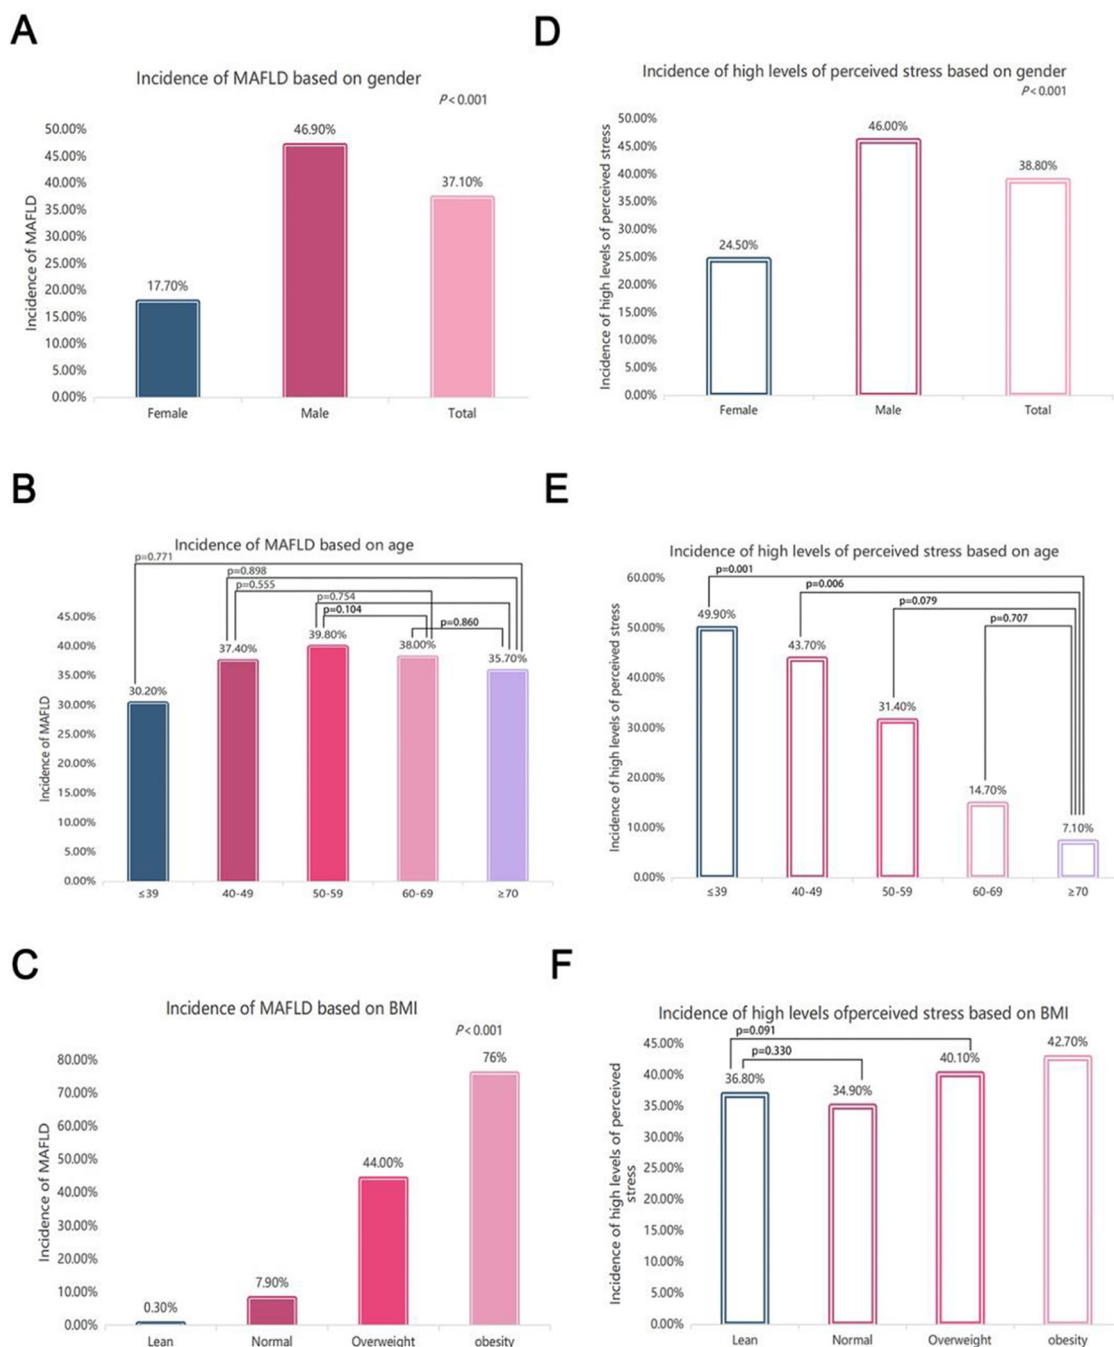 A
Incidence of MAFLD based on gender
P<0.001
Incidence of MAFLD
50.00%
45.00%
40.00%
35.00%
30.00%
25.00%
20.00%
15.00%
10.00%
5.00%
0.00%
17.70%
46.90%
37.10%
Female Male Total
D
Incidence of high levels of perceived stress based on gender
P<0.001
Incidence of high levels of perceived stress
50.00%
45.00%
40.00%
35.00%
30.00%
25.00%
20.00%
15.00%
10.00%
5.00%
0.00%
24.50%
46.00%
38.80%
Female Male Total
B
Incidence of MAFLD based on age
p=0.771
p=0.898
p=0.555
p=0.754
p=0.104
p=0.860
Incidence of MAFLD
45.00%
40.00%
35.00%
30.00%
25.00%
20.00%
15.00%
10.00%
5.00%
0.00%
30.20%
37.40%
39.80%
38.00%
35.70%
≤39 40-49 50-59 60-69 ≥70
E
Incidence of high levels of perceived stress based on age
p=0.001
p=0.006
p=0.079
p=0.707
Incidence of high levels of perceived stress
60.00%
50.00%
40.00%
30.00%
20.00%
10.00%
0.00%
49.90%
43.70%
31.40%
14.70%
7.10%
≤39 40-49 50-59 60-69 ≥70
C
Incidence of MAFLD based on BMI
P<0.001
Incidence of MAFLD
80.00%
70.00%
60.00%
50.00%
40.00%
30.00%
20.00%
10.00%
0.00%
0.30%
7.90%
44.00%
76%
Lean Normal Overweight obesity
F
Incidence of high levels ofperceived stress based on BMI
p=0.091
p=0.330
Incidence of high levels of perceived
stress
45.00%
40.00%
35.00%
30.00%
25.00%
20.00%
15.00%
10.00%
5.00%
0.00%
36.80%
34.90%
40.10%
42.70%
Lean Normal Overweight obesity